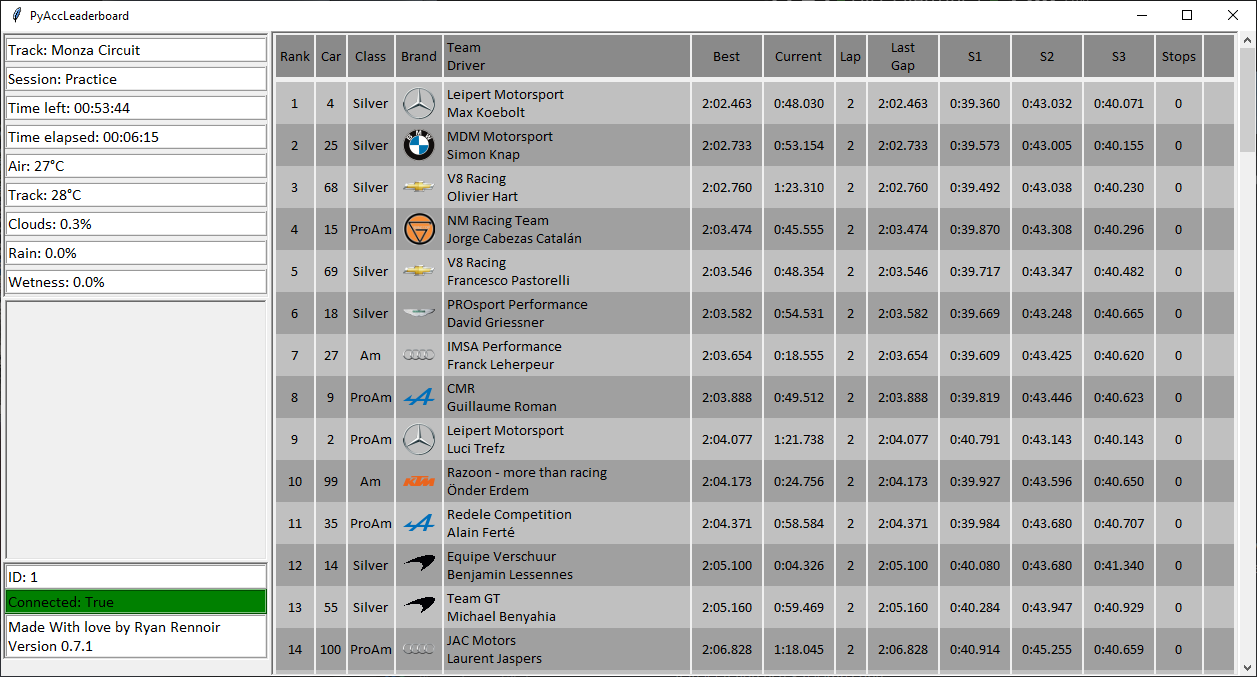 PyAccLeaderboard
Track: Monza Circuit
Session: Practice
Time left: 00:53:44
Time elapsed: 00:06:15
Air: 27°C
Track: 28°C
Clouds: 0.3%
Rain: 0.0%
Wetness: 0.0%
ID: 1
Connected: True
Made With love by Ryan Rennoir
Version 0.7.1
Rank Car Class Brand Team Driver Best Current Lap Last Gap S1 S2 S3 Stops
1 4 Silver Leipert Motorsport Max Koebolt 2:02.463 0:48.030 2 2:02.463 0:39.360 0:43.032 0:40.071 0
2 25 Silver BMW MDM Motorsport Simon Knap 2:02.733 0:53.154 2 2:02.733 0:39.573 0:43.005 0:40.155 0
3 68 Silver V8 Racing Olivier Hart 2:02.760 1:23.310 2 2:02.760 0:39.492 0:43.038 0:40.230 0
4 15 ProAm NM Racing Team Jorge Cabezas Catalán 2:03.474 0:45.555 2 2:03.474 0:39.870 0:43.308 0:40.296 0
5 69 Silver V8 Racing Francesco Pastorelli 2:03.546 0:48.354 2 2:03.546 0:39.717 0:43.347 0:40.482 0
6 18 Silver PROsport Performance David Griessner 2:03.582 0:54.531 2 2:03.582 0:39.669 0:43.248 0:40.665 0
7 27 Am IMSA Performance Franck Leherpeur 2:03.654 0:18.555 2 2:03.654 0:39.609 0:43.425 0:40.620 0
8 9 ProAm CMR Guillaume Roman 2:03.888 0:49.512 2 2:03.888 0:39.819 0:43.446 0:40.623 0
9 2 ProAm Leipert Motorsport Luci Trefz 2:04.077 1:21.738 2 2:04.077 0:40.791 0:43.143 0:40.143 0
10 99 Am KTM Razoon - more than racing Önder Erdem 2:04.173 0:24.756 2 2:04.173 0:39.927 0:43.596 0:40.650 0
11 35 ProAm Redele Competition Alain Ferté 2:04.371 0:58.584 2 2:04.371 0:39.984 0:43.680 0:40.707 0
12 14 Silver Equipe Verschuur Benjamin Lessennes 2:05.100 0:04.326 2 2:05.100 0:40.080 0:43.680 0:41.340 0
13 55 Silver Team GT Michael Benyahia 2:05.160 0:59.469 2 2:05.160 0:40.284 0:43.947 0:40.929 0
14 100 ProAm JAC Motors Laurent Jaspers 2:06.828 1:18.045 2 2:06.828 0:40.914 0:45.255 0:40.659 0